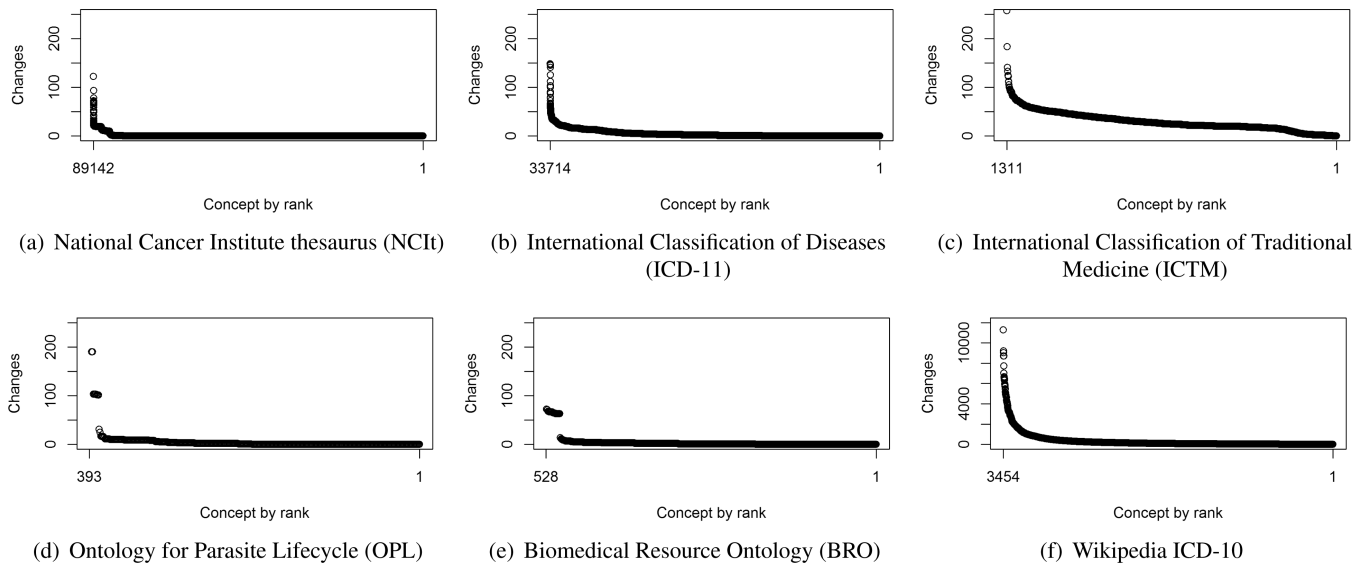 Changes
0
100
200
89142
1
Concept by rank
(a) National Cancer Institute thesaurus (NCIt)
Changes
0
100
200
33714
1
Concept by rank
(b) International Classification of Diseases
(ICD-11)
Changes
0
100
200
1311
1
Concept by rank
(c) International Classification of Traditional
Medicine (ICTM)
Changes
0
100
200
393
1
Concept by rank
(d) Ontology for Parasite Lifecycle (OPL)
Changes
0
100
200
528
1
Concept by rank
(e) Biomedical Resource Ontology (BRO)
Changes
0
4000
10000
3454
1
Concept by rank
(f) Wikipedia ICD-10